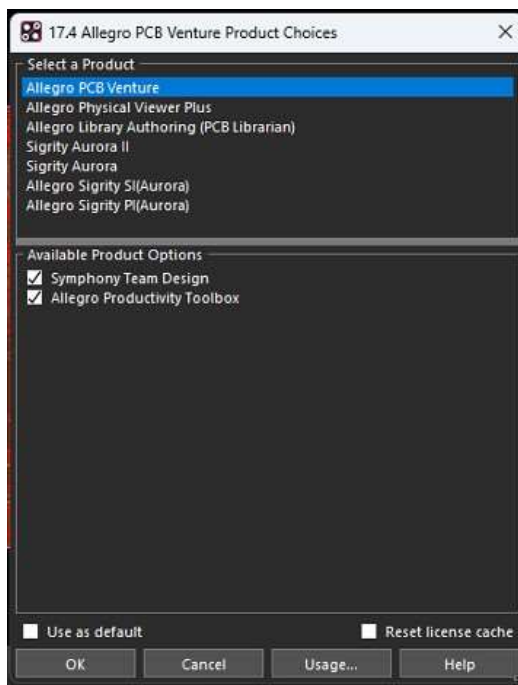 17.4 Allegro PCB Venture Product Choices
Select a Product
Allegro PCB Venture
Allegro Physical Viewer Plus
Allegro Library Authoring (PCB Librarian)
Sigrity Aurora II
Sigrity Aurora
Allegro Sigrity SI(Aurora)
Allegro Sigrity PI(Aurora)
Available Product Options
Symphony Team Design
Allegro Productivity Toolbox
Use as default
Reset license cache
OK
Cancel
Usage...
Help